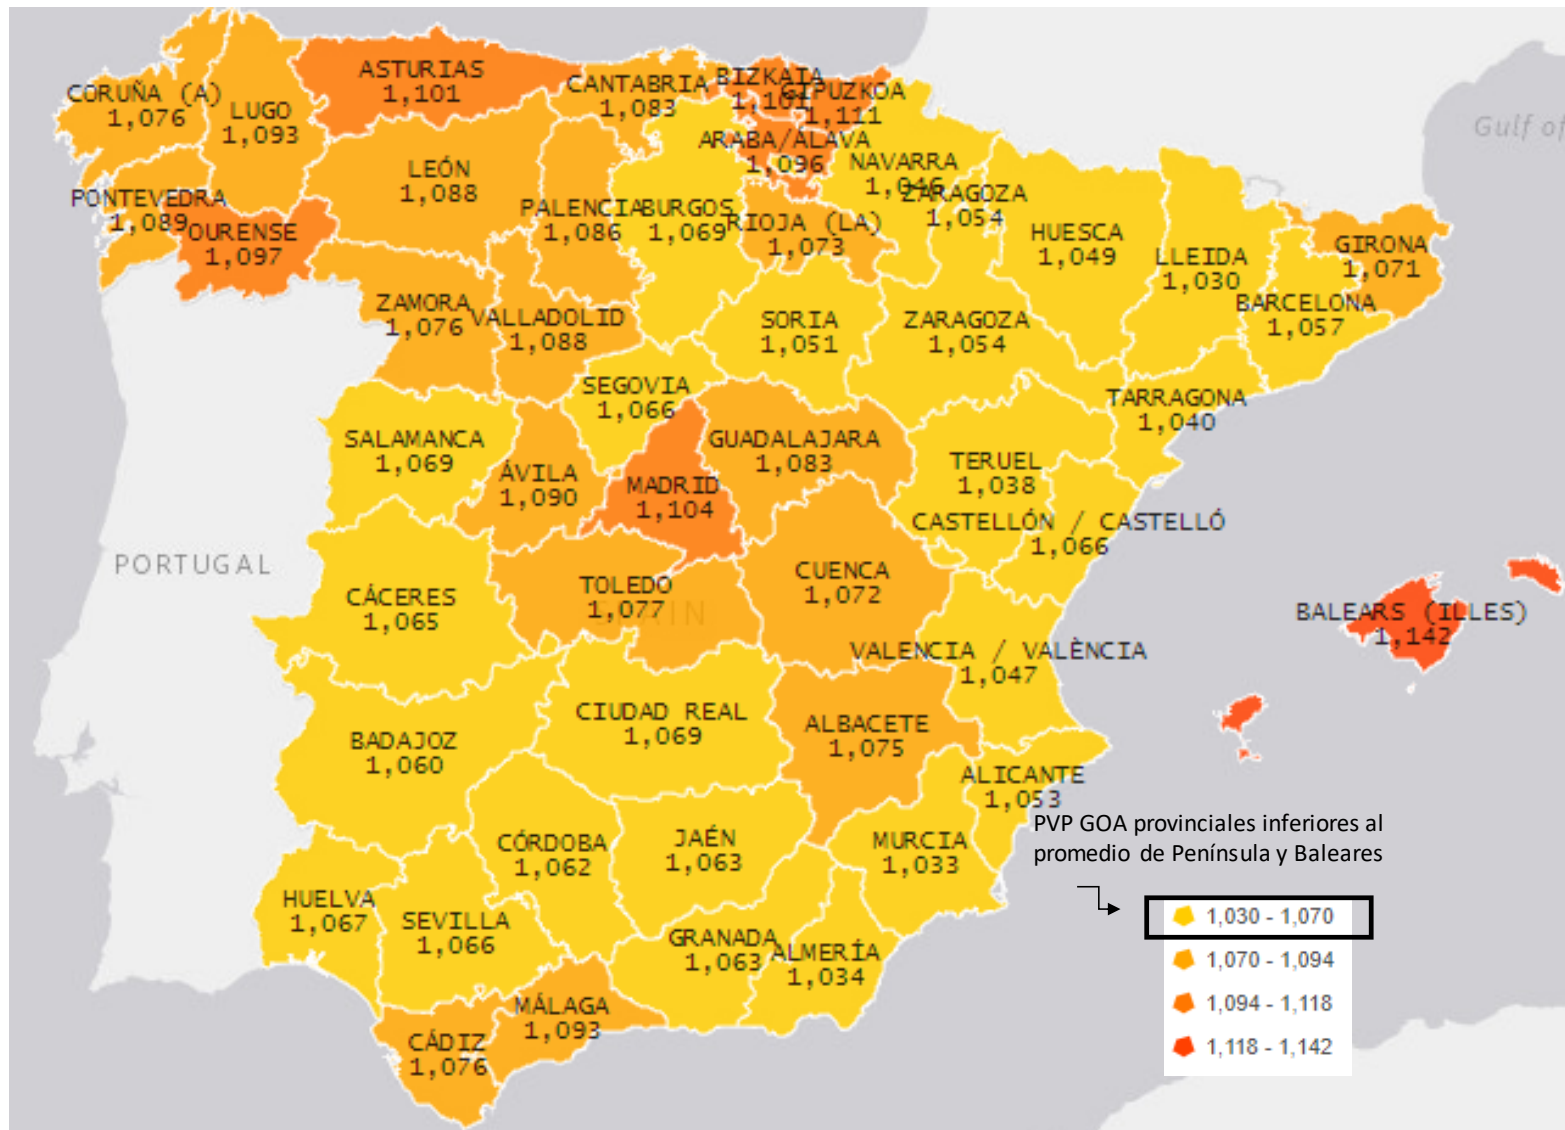 ASTURIAS
1,101
CANTABRIA
1,083
BIZKAIA
1,101
GIPUZKOA
1,111
CORUÑA (A)
1,076
LUGO
1,093
ARABA/ÁLAVA
1,096
NAVARRA
1,046
LEÓN
1,088
PONTEVEDRA
1,089
OURENSE
1,097
PALENCIA
1,086
BURGOS
1,069
RIOJA (LA)
1,073
ZARAGOZA
1,054
HUESCA
1,049
LLEIDA
1,030
GIRONA
1,071
BARCELONA
1,057
ZAMORA
1,076
VALLADOLID
1,088
SORIA
1,051
ZARAGOZA
1,054
SEGOVIA
1,066
TARRAGONA
1,040
SALAMANCA
1,069
ÁVILA
1,090
MADRID
1,104
GUADALAJARA
1,083
TERUEL
1,038
CASTELLÓN / CASTELLÓ
1,066
PORTUGAL
CÁCERES
1,065
TOLEDO
1,077
CUENCA
1,072
BALEARS (ILLES)
1,142
VALENCIA / VALÈNCIA
1,047
BADAJOZ
1,060
CIUDAD REAL
1,069
ALBACETE
1,075
ALICANTE
1,053
CÓRDOBA
1,062
JAÉN
1,063
MURCIA
1,033
HUELVA
1,067
SEVILLA
1,066
GRANADA
1,063
ALMERÍA
1,034
MÁLAGA
1,093
CÁDIZ
1,076
Gulf of
PVP GOA provinciales inferiores al
promedio de Península y Baleares
1,030 - 1,070
1,070 - 1,094
1,094 - 1,118
1,118 - 1,142